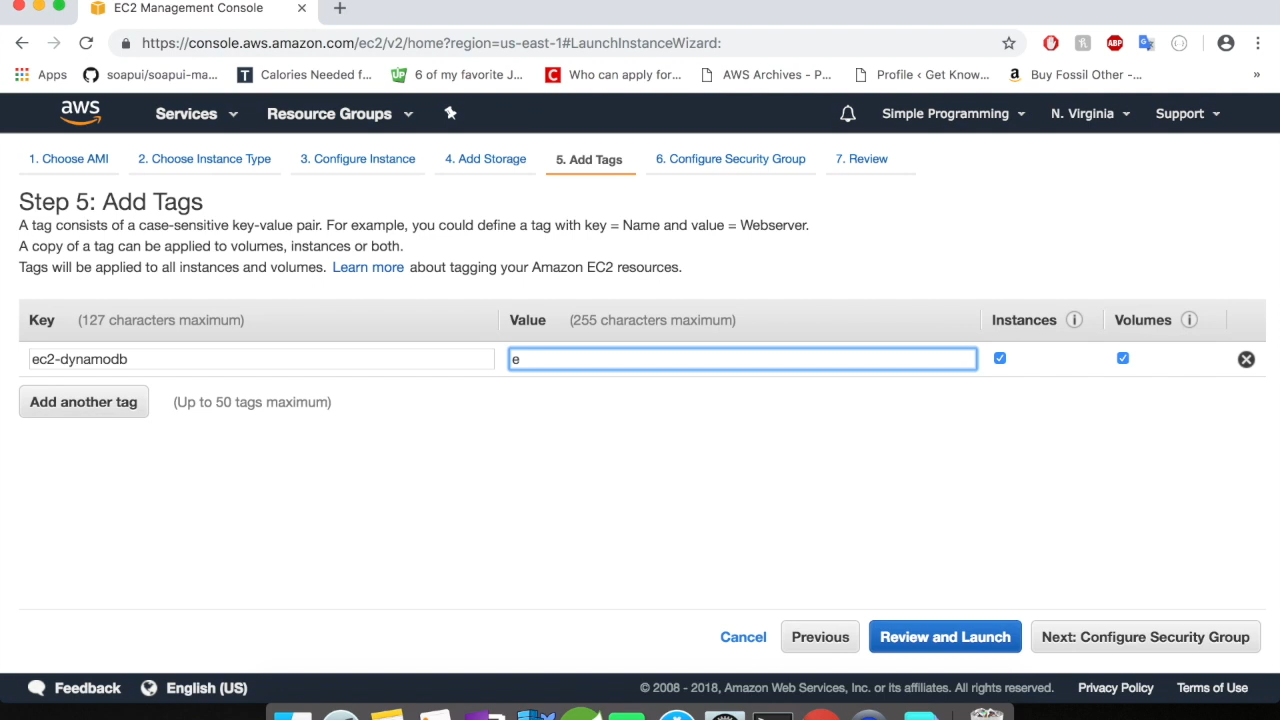 EC2 Management Console
https://console.aws.amazon.com/ec2/v2/home?region=us-east-1#LaunchInstanceWizard:
Apps soapui/soapui-ma... Calories Needed f... 6 of my favorite J... Who can apply for... AWS Archives - P... Profile ‹ Get Know... Buy Fossil Other -... »
aws Services Resource Groups Simple Programming N. Virginia Support
1. Choose AMI 2. Choose Instance Type 3. Configure Instance 4. Add Storage 5. Add Tags 6. Configure Security Group 7. Review
Step 5: Add Tags
A tag consists of a case-sensitive key-value pair. For example, you could define a tag with key = Name and value = Webserver.
A copy of a tag can be applied to volumes, instances or both.
Tags will be applied to all instances and volumes. Learn more about tagging your Amazon EC2 resources.
Key (127 characters maximum) Value (255 characters maximum) Instances i Volumes i
ec2-dynamodb e
Add another tag (Up to 50 tags maximum)
Cancel Previous Review and Launch Next: Configure Security Group
Feedback English (US) © 2008 - 2018, Amazon Web Services, Inc. or its affiliates. All rights reserved. Privacy Policy Terms of Use